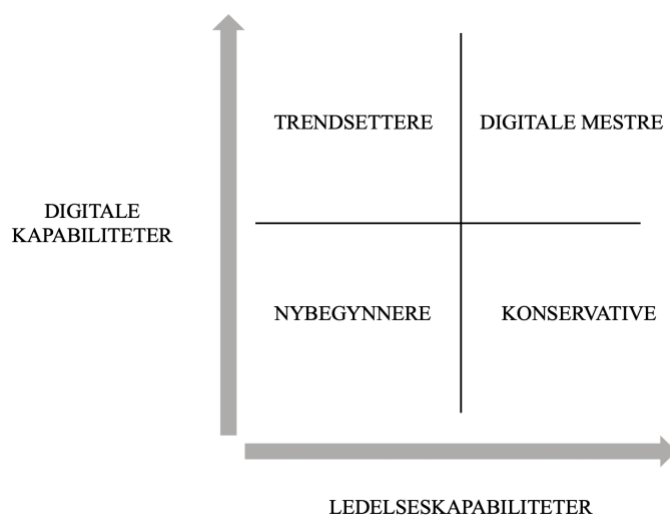 TRENDSETTERE
DIGITALE MESTRE
DIGITALE
KAPABILITETER
NYBEGYNNERE
KONSERVATIVE
LEDELSESKAPABILITETER